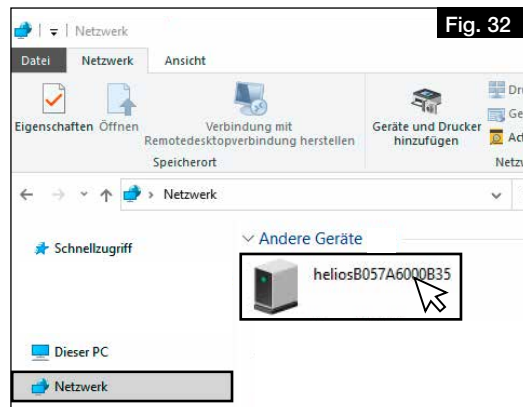 Fig. 32
Netzwerk
Datei Netzwerk Ansicht
Eigenschaften Öffnen Verbindung mit Remotedesktopverbindung herstellen Geräte und Drucker hinzufügen
Speicherort
Netzwerk
Schnellzugriff
Andere Geräte
heliosB057A6000B35
Dieser PC
Netzwerk